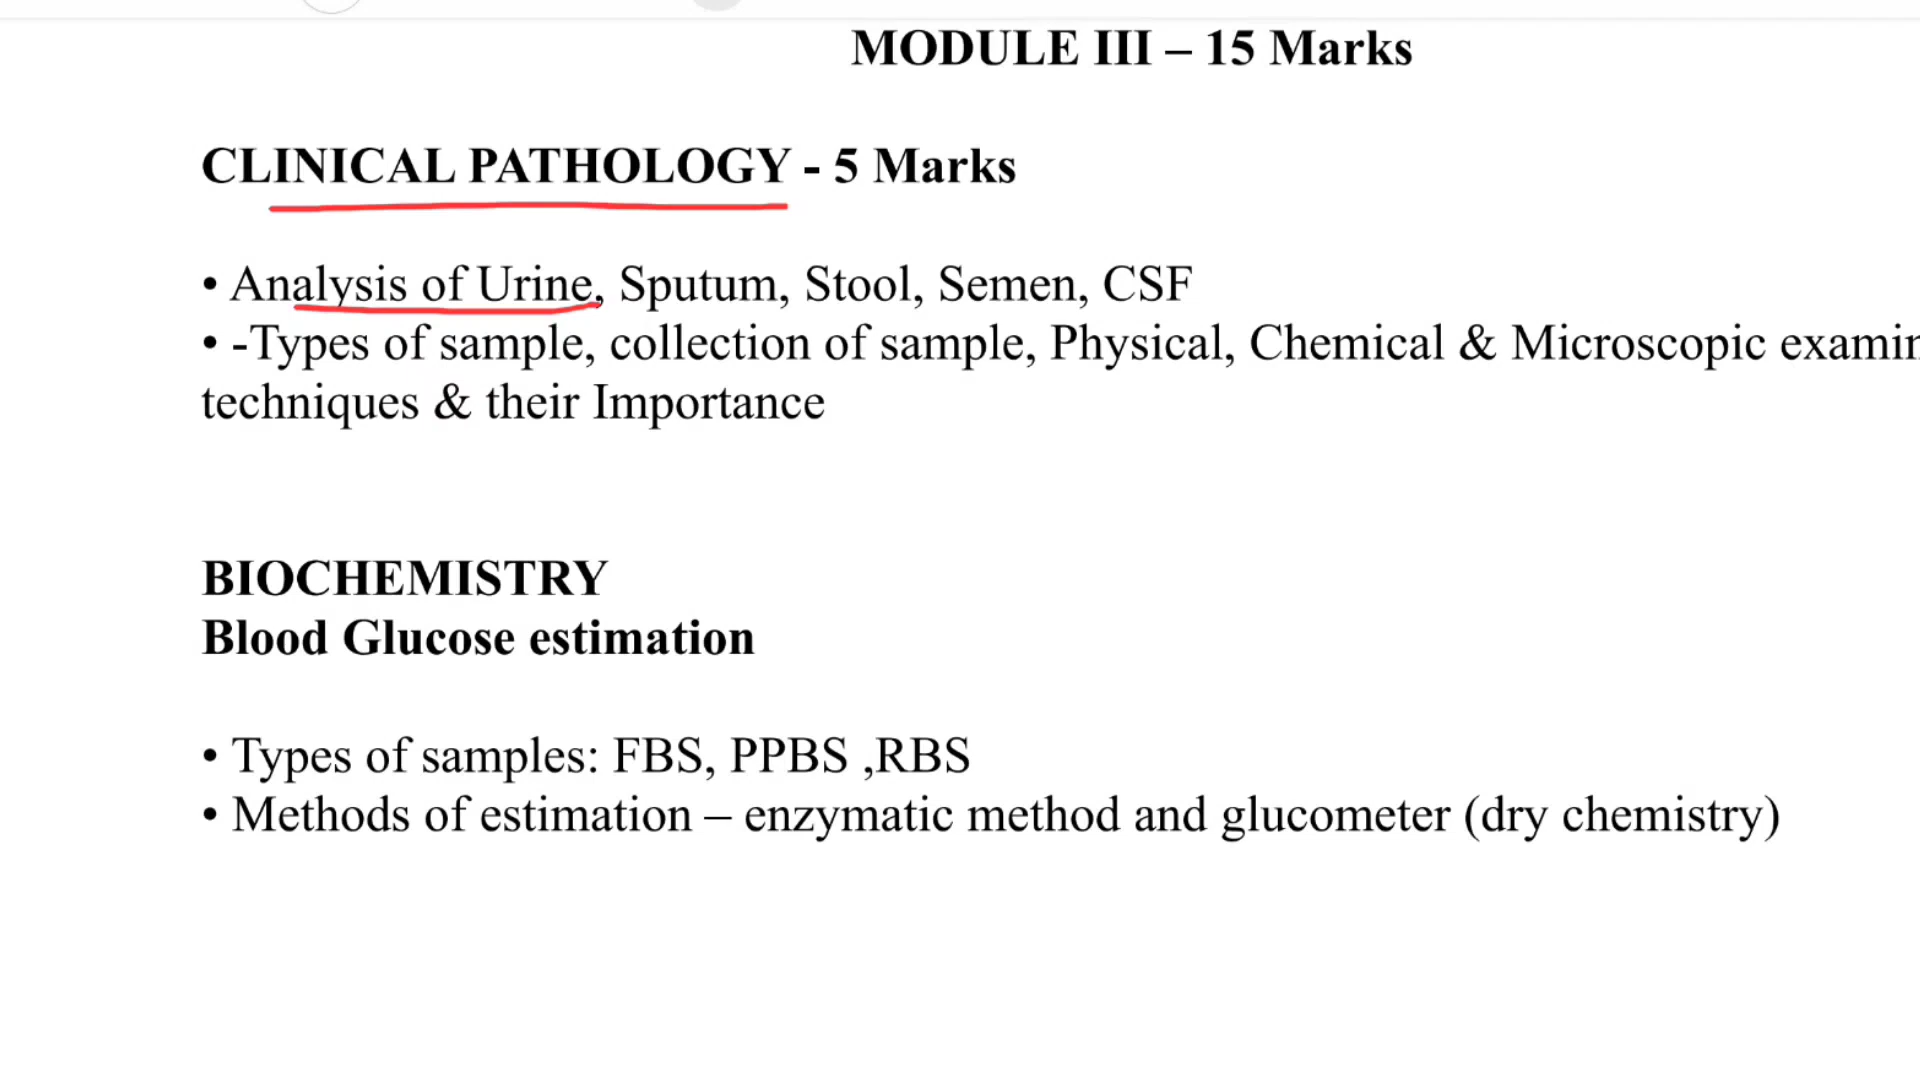 MODULE III – 15 Marks
CLINICAL PATHOLOGY - 5 Marks
• Analysis of Urine, Sputum, Stool, Semen, CSF
• -Types of sample, collection of sample, Physical, Chemical & Microscopic examin
techniques & their Importance
BIOCHEMISTRY
Blood Glucose estimation
• Types of samples: FBS, PPBS ,RBS
• Methods of estimation – enzymatic method and glucometer (dry chemistry)